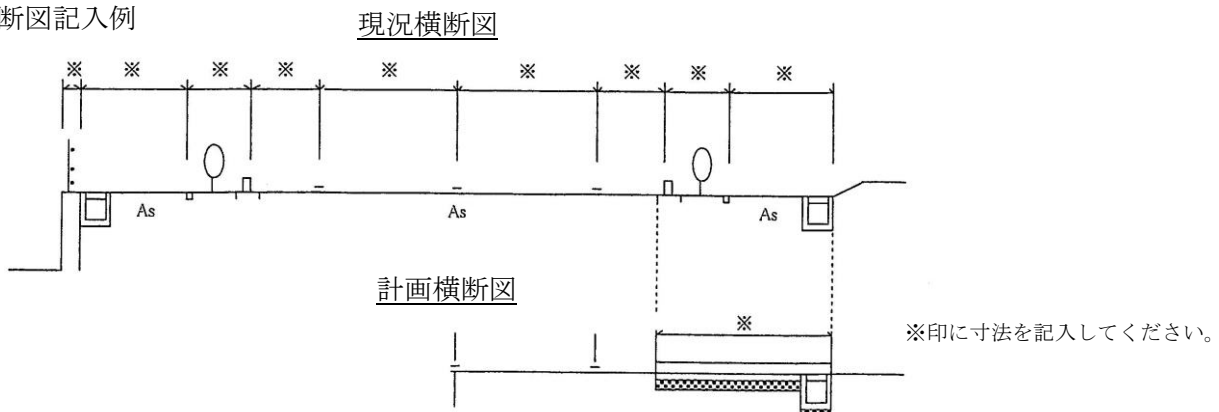 断図記入例
現況横断図
※ ※ ※ ※ ※ ※ ※ ※ ※
As As As
計画横断図
※
※印に寸法を記入してください。